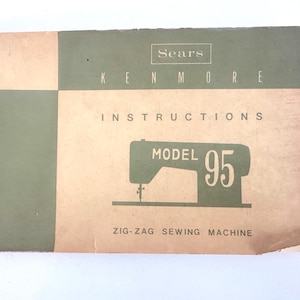 Sears
KENMORE
INSTRUCTIONS
MODEL 95
ZIG-ZAG SEWING MACHINE